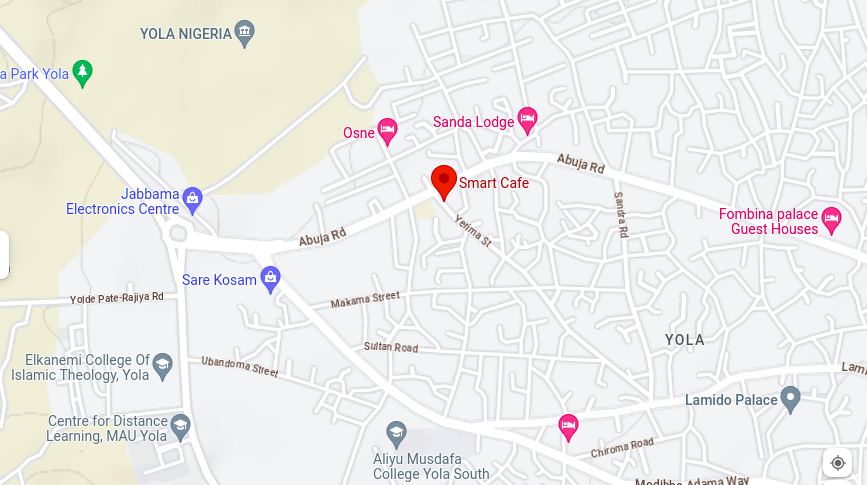 YOLA NIGERIA
a Park Yola
Osne
Sanda Lodge
Abuja Rd
Smart Cafe
Jabbama
Electronics Centre
Sandra Rd
Yerima St
Fombina palace
Guest Houses
Abuja Rd
Sare Kosam
Yolde Pate-Rajiya Rd
Makama Street
YOLA
Sultan Road
Elkanemi College Of
Islamic Theology, Yola
Ubandoma Street
Lami
Lamido Palace
Centre for Distance
Learning, MAU Yola
Aliyu Musdafa
College Yola South
Chiroma Road
Modibbo Adama Way